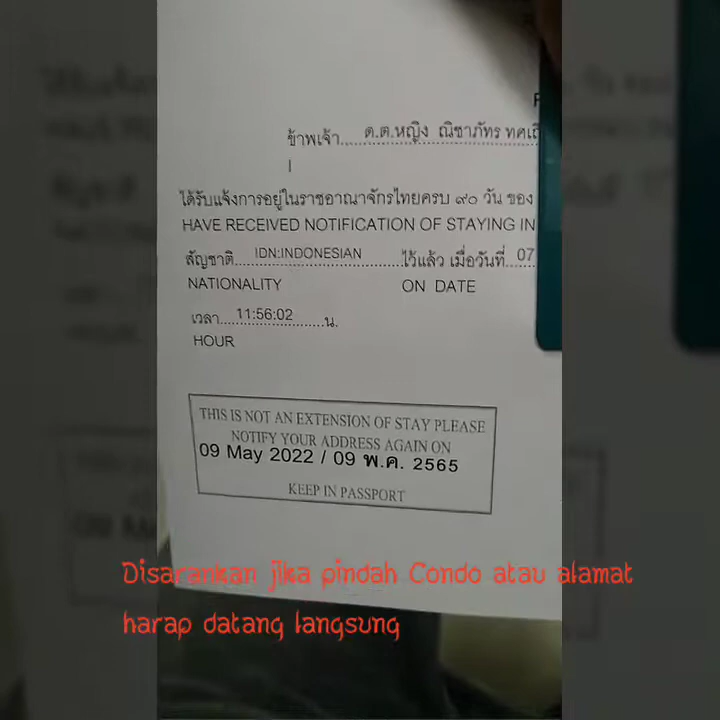 ข้าพเจ้า.....ด.ต.หญิง ณิชาภัทร
ได้รับแจ้งการอยู่ในราชอาณาจักรไทยครบ ๙๐ วัน ของ
HAVE RECEIVED NOTIFICATION OF STAYING IN
สัญชาติ.....IDN:INDONESIAN..........ไว้แล้ว เมื่อวันที่.....07
NATIONALITY ON DATE
เวลา.....11:56:02.......น.
HOUR
THIS IS NOT AN EXTENSION OF STAY PLEASE
NOTIFY YOUR ADDRESS AGAIN ON
09 May 2022 / 09 พ.ค. 2565
KEEP IN PASSPORT
Disarankan jika pindah Condo atau alamat
harap datang langsung